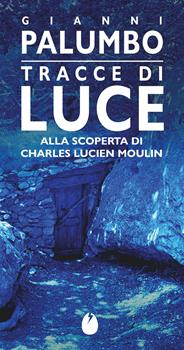 GIANNI
PALUMBO
TRACCE DI
LUCE
ALLA SCOPERTA DI
CHARLES LUCIEN MOULIN